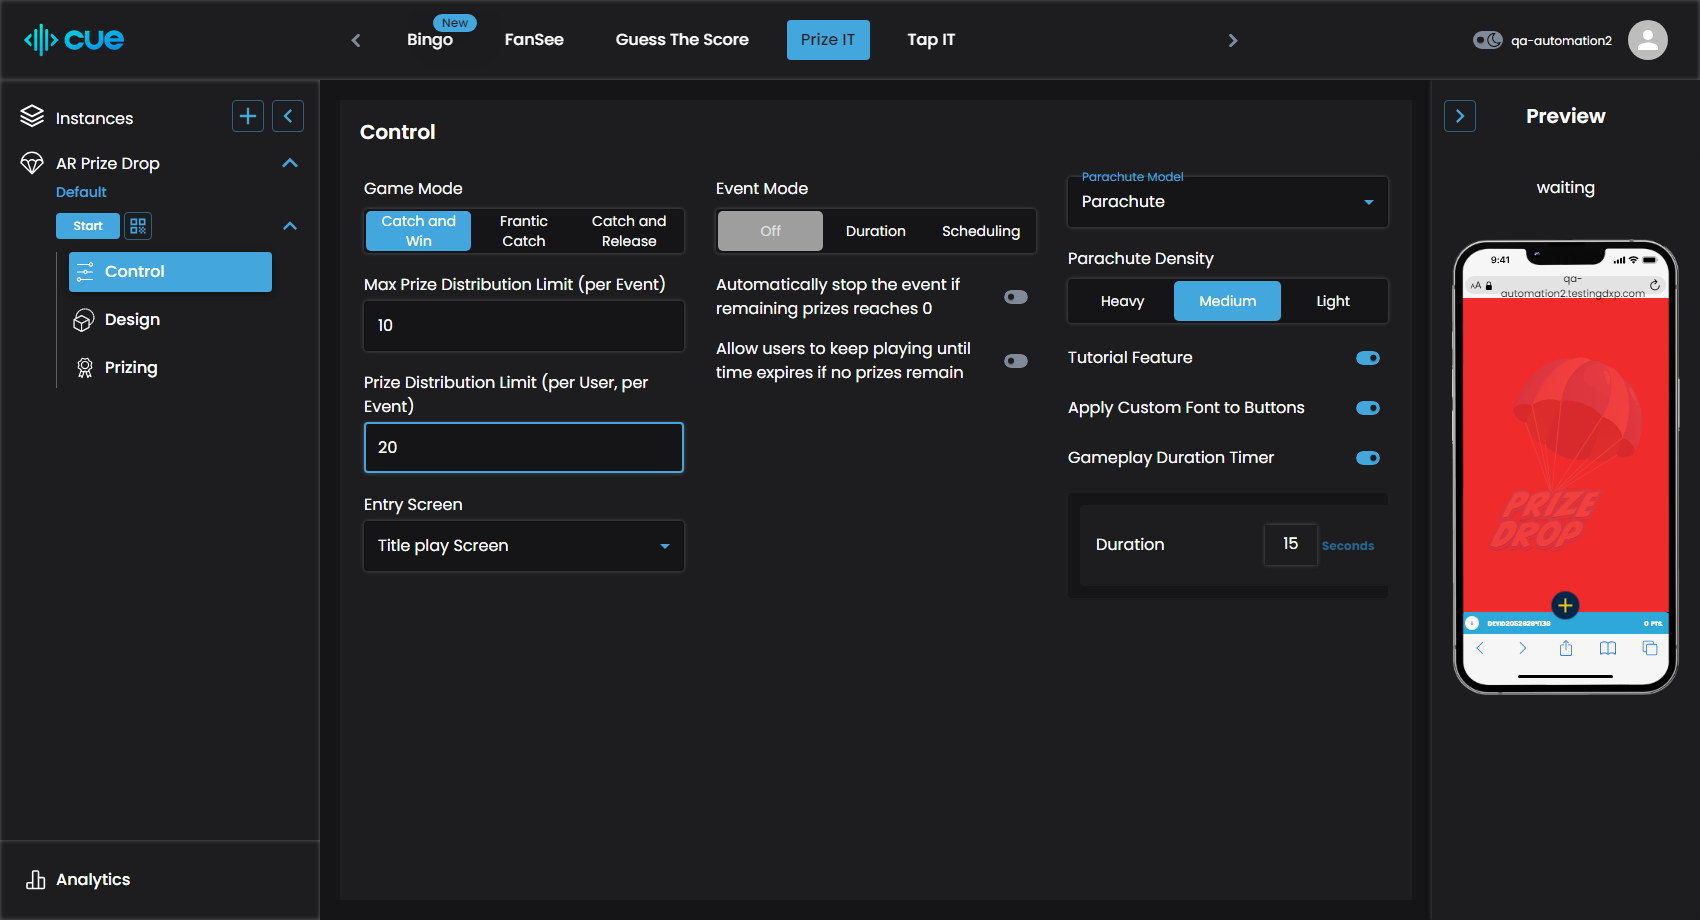 cue
Bingo
New
FanSee
Guess The Score
Prize IT
Tap IT
qa-automation2
Instances
AR Prize Drop
Default
Start
Control
Design
Prizing
Analytics
Control
Game Mode
Catch and
Win
Frantic
Catch
Catch and
Release
Max Prize Distribution Limit (per Event)
10
Prize Distribution Limit (per User, per
Event)
20
Entry Screen
Title play Screen
Event Mode
Off
Duration
Scheduling
Automatically stop the event if
remaining prizes reaches 0
Allow users to keep playing until
time expires if no prizes remain
Parachute Model
Parachute
Parachute Density
Heavy
Medium
Light
Tutorial Feature
Apply Custom Font to Buttons
Gameplay Duration Timer
Duration
15
Seconds
Preview
waiting
9:41
AA
qa-
automation2.testingdxp.com
PRIZE
DROP
0 PTS.